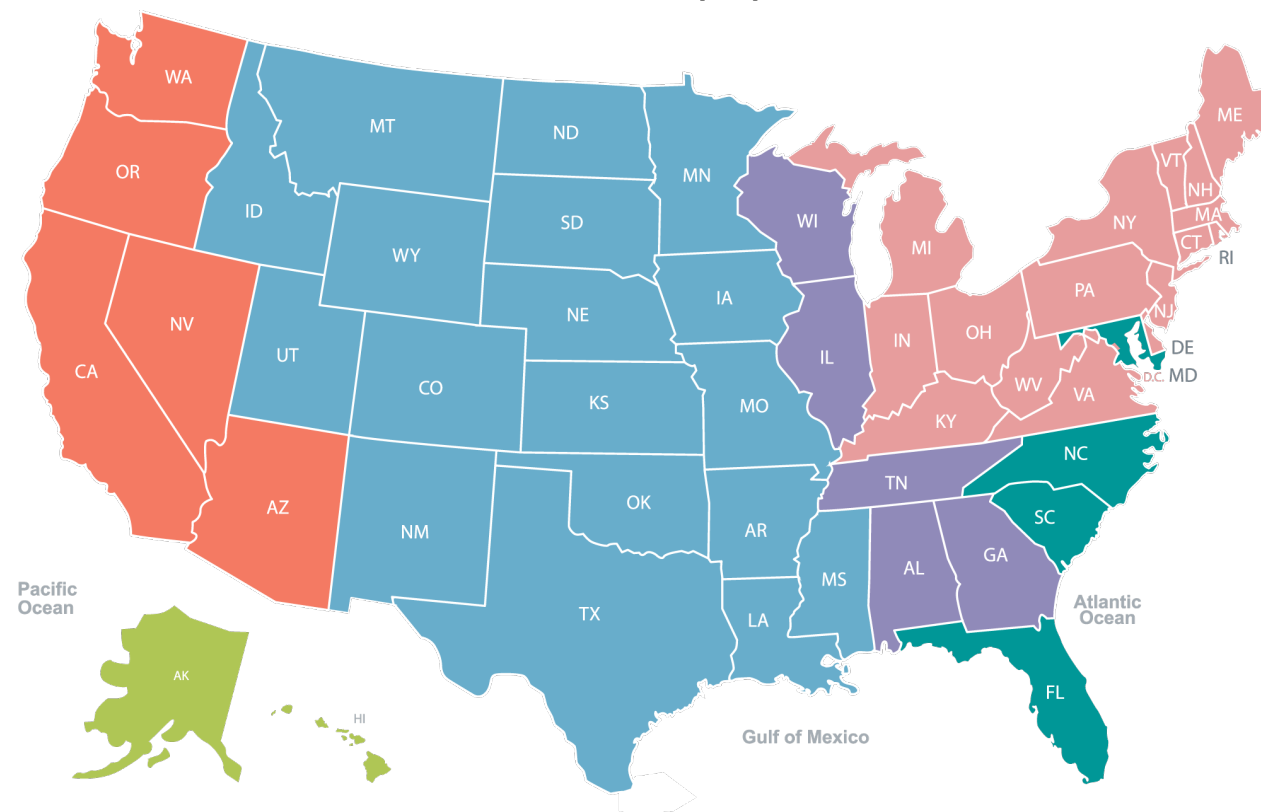 WA
MT
ND
MN
OR
ID
SD
WI
MI
ME
VT
NH
NY
MA
CT
RI
WY
NV
NE
IA
PA
NJ
CA
UT
CO
KS
MO
IL
IN
OH
DE
MD
D.C.
WV
VA
KY
AZ
NM
OK
AR
TN
NC
SC
MS
AL
GA
TX
LA
Pacific
Ocean
Atlantic
Ocean
AK
HI
FL
Gulf of Mexico